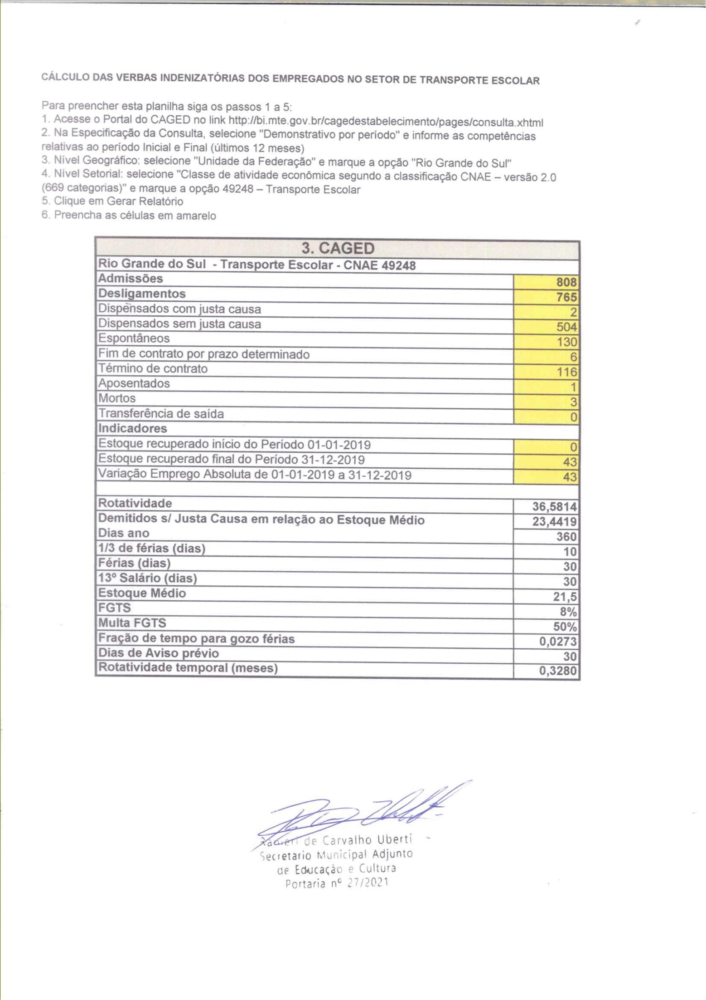 CÁLCULO DAS VERBAS INDENIZATÓRIAS DOS EMPREGADOS NO SETOR DE TRANSPORTE ESCOLAR
Para preencher esta planilha siga os passos 1 a 5:
1. Acesse o Portal do CAGED no link http://bi.mte.gov.br/cagedestabelecimento/pages/consulta.xhtml
2. Na Especificação da Consulta, selecione "Demonstrativo por período" e informe as competências
relativas ao período Inicial e Final (últimos 12 meses)
3. Nível Geográfico: selecione "Unidade da Federação" e marque a opção "Rio Grande do Sul"
4. Nível Setorial: selecione "Classe de atividade econômica segundo a classificação CNAE – versão 2.0
(669 categorias)" e marque a opção 49248 – Transporte Escolar
5. Clique em Gerar Relatório
6. Preencha as células em amarelo
3. CAGED
Rio Grande do Sul - Transporte Escolar - CNAE 49248
Admissões 808
Desligamentos 765
Dispensados com justa causa 2
Dispensados sem justa causa 504
Espontâneos 130
Fim de contrato por prazo determinado 6
Término de contrato 116
Aposentados 1
Mortos 3
Transferência de saída 0
Indicadores
Estoque recuperado início do Período 01-01-2019 0
Estoque recuperado final do Período 31-12-2019 43
Variação Emprego Absoluta de 01-01-2019 a 31-12-2019 43
Rotatividade 36,5814
Demitidos s/ Justa Causa em relação ao Estoque Médio 23,4419
Dias ano 360
1/3 de férias (dias) 10
Férias (dias) 30
13º Salário (dias) 30
Estoque Médio 21,5
FGTS 8%
Multa FGTS 50%
Fração de tempo para gozo férias 0,0273
Dias de Aviso prévio 30
Rotatividade temporal (meses) 0,3280
de Carvalho Uberti
Secretário Municipal Adjunto
de Educação e Cultura
Portaria nº 27/2021